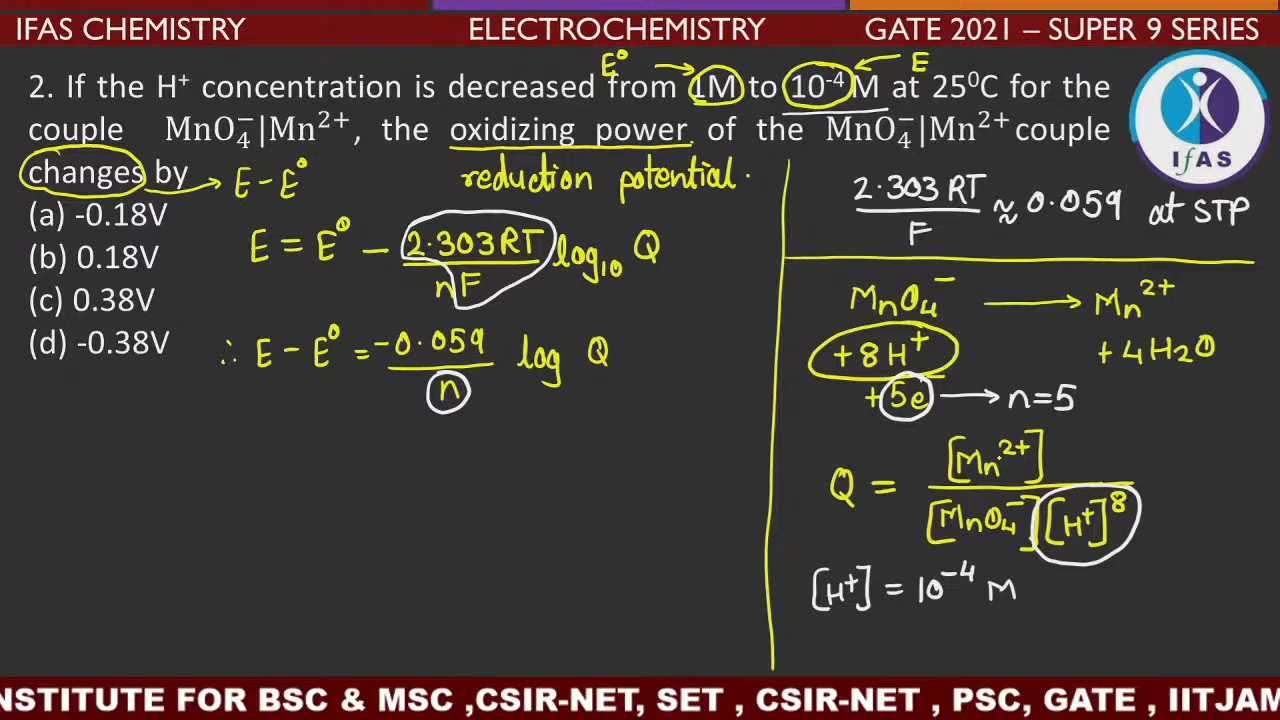 IFAS CHEMISTRY ELECTROCHEMISTRY GATE 2021 – SUPER 9 SERIES
E° E
2. If the H⁺ concentration is decreased from 1M to 10⁻⁴ M at 25⁰C for the
couple MnO₄⁻|Mn²⁺, the oxidizing power of the MnO₄⁻|Mn²⁺ couple
changes by E - E° reduction potential.
(a) -0.18V
(b) 0.18V
(c) 0.38V
(d) -0.38V
E = E° - 2.303RT/nF log₁₀ Q
∴ E - E° = -0.059/n log Q
IfAS
2.303 RT/F ≈ 0.059 at STP
MnO₄⁻ → Mn²⁺
+ 8H⁺ + 4H₂O
+ 5e⁻ → n=5
Q = [Mn²⁺]/[MnO₄⁻][H⁺]⁸
[H⁺] = 10⁻⁴ M
NSTITUTE FOR BSC & MSC ,CSIR-NET, SET , CSIR-NET , PSC, GATE , IITJAM